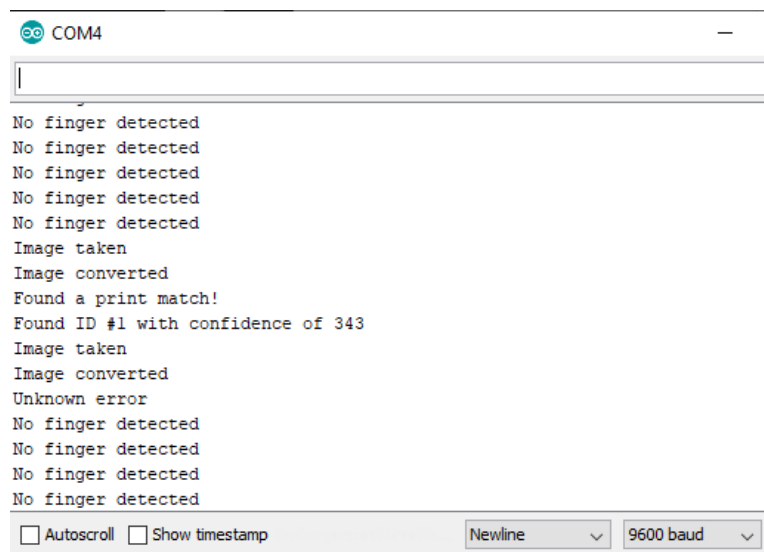 COM4
No finger detected
No finger detected
No finger detected
No finger detected
No finger detected
Image taken
Image converted
Found a print match!
Found ID #1 with confidence of 343
Image taken
Image converted
Unknown error
No finger detected
No finger detected
No finger detected
No finger detected
Autoscroll Show timestamp Newline 9600 baud